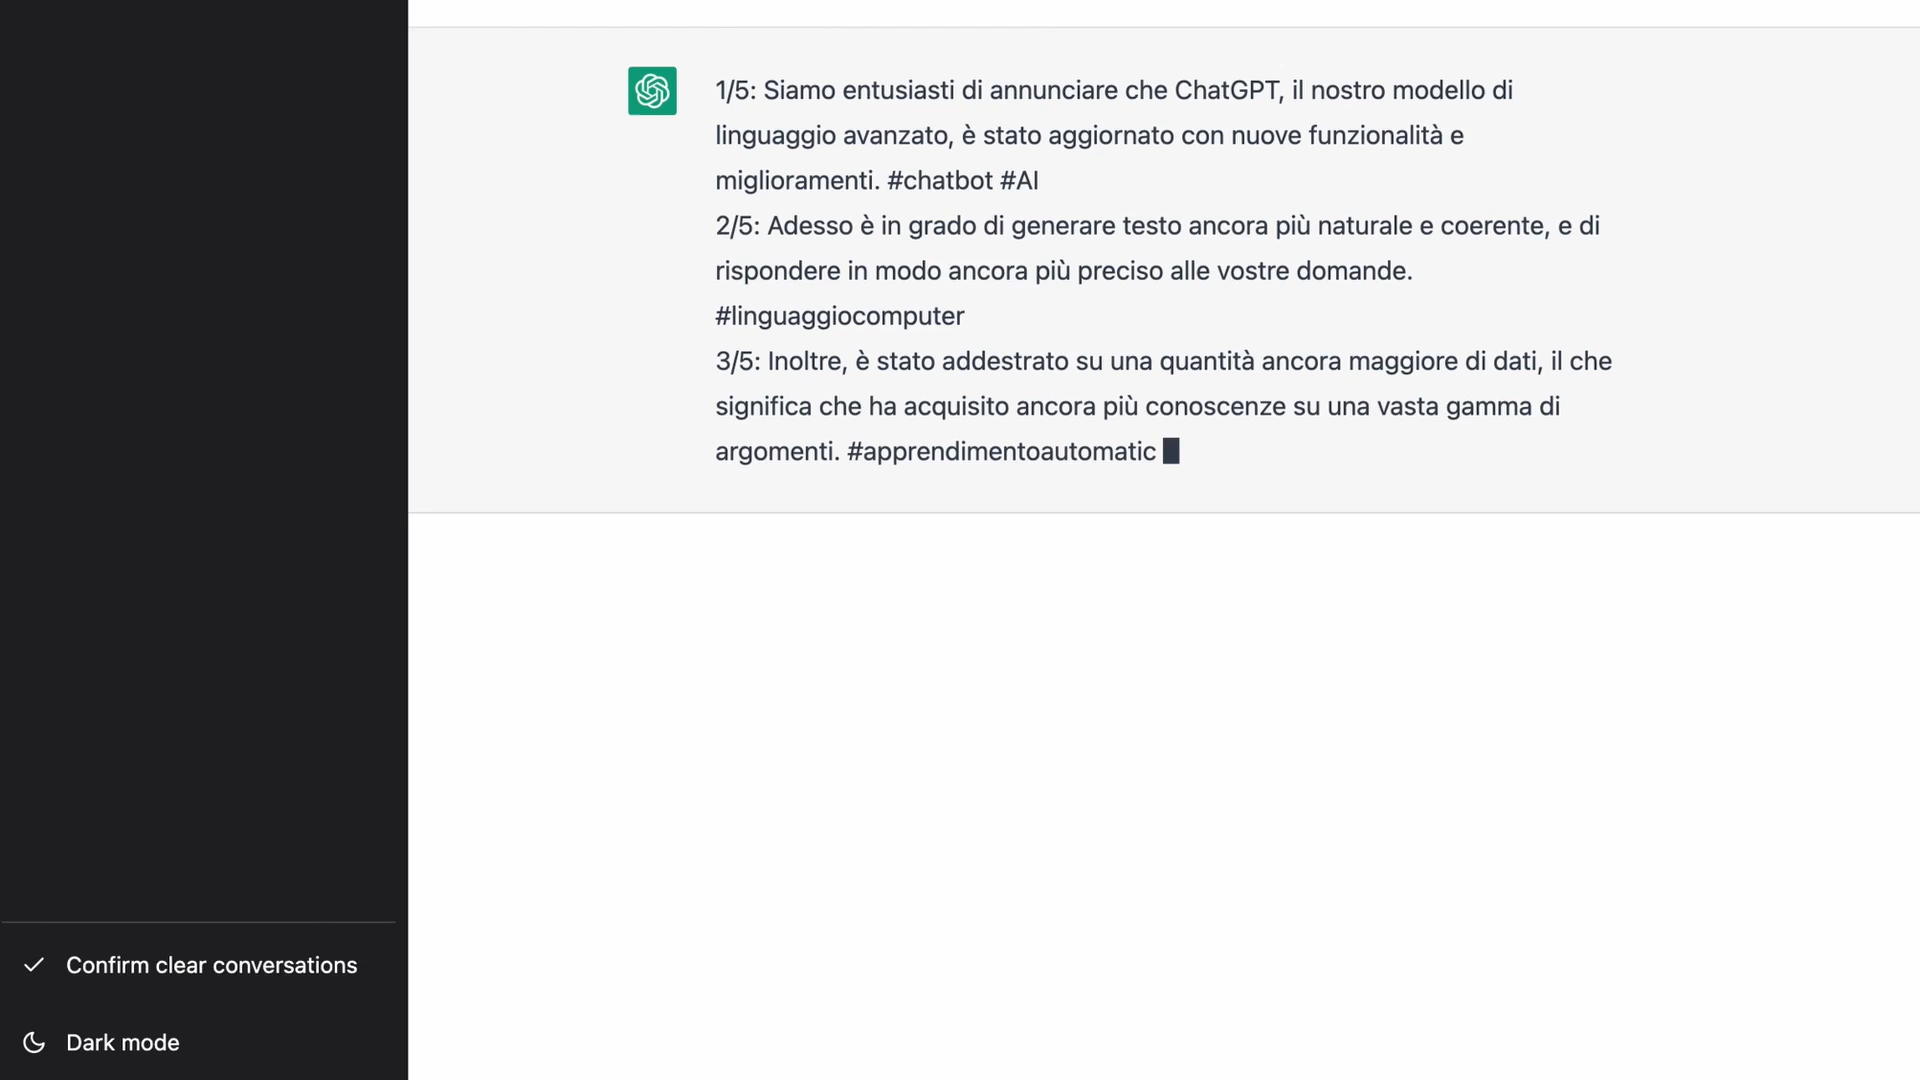 1/5: Siamo entusiasti di annunciare che ChatGPT, il nostro modello di
linguaggio avanzato, è stato aggiornato con nuove funzionalità e
miglioramenti. #chatbot #AI
2/5: Adesso è in grado di generare testo ancora più naturale e coerente, e di
rispondere in modo ancora più preciso alle vostre domande.
#linguaggiocomputer
3/5: Inoltre, è stato addestrato su una quantità ancora maggiore di dati, il che
significa che ha acquisito ancora più conoscenze su una vasta gamma di
argomenti. #apprendimentoautomatic
Confirm clear conversations
Dark mode